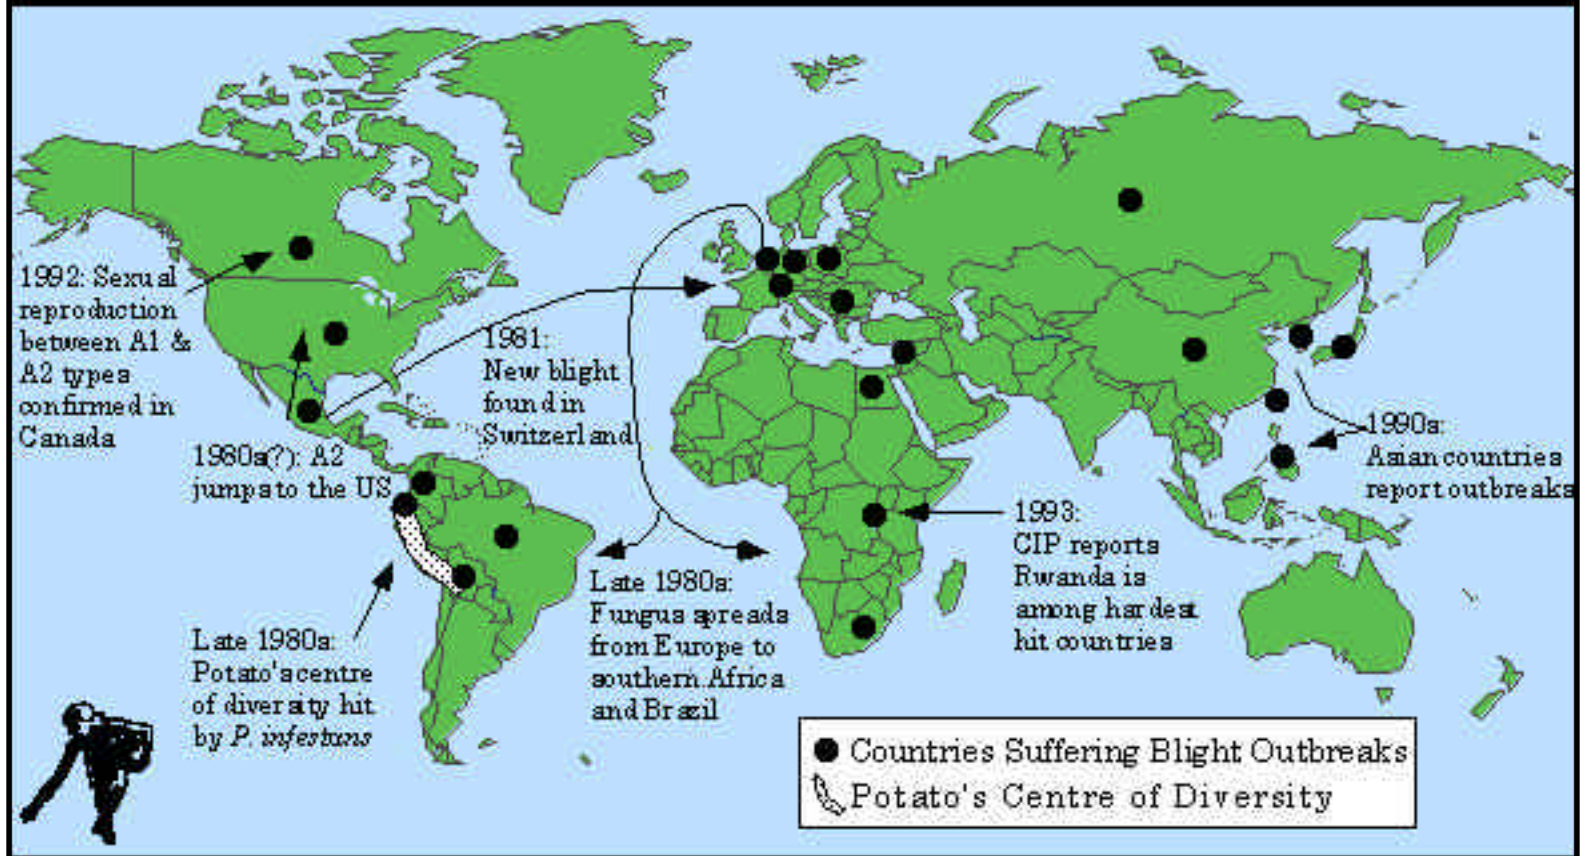 1992: Sexual
reproduction
between A1 &
A2 types
confirmed in
Canada
1980s(?): A2
jumps to the US
1981:
New blight
found in
Switzerland
Late 1980s:
Potato's centre
of diversity hit
by P. infestans
Late 1980s:
Fungus spreads
from Europe to
southern Africa
and Brazil
1993:
CIP reports
Rwanda is
among hardest
hit countries
1990s:
Asian countries
report outbreaks
Countries Suffering Blight Outbreaks
Potato's Centre of Diversity